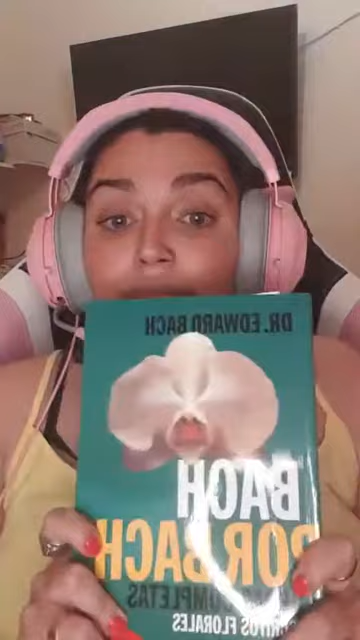 DR. EDWARD BACH
BACH
POR BACH
COMPLETAS
FLORALES